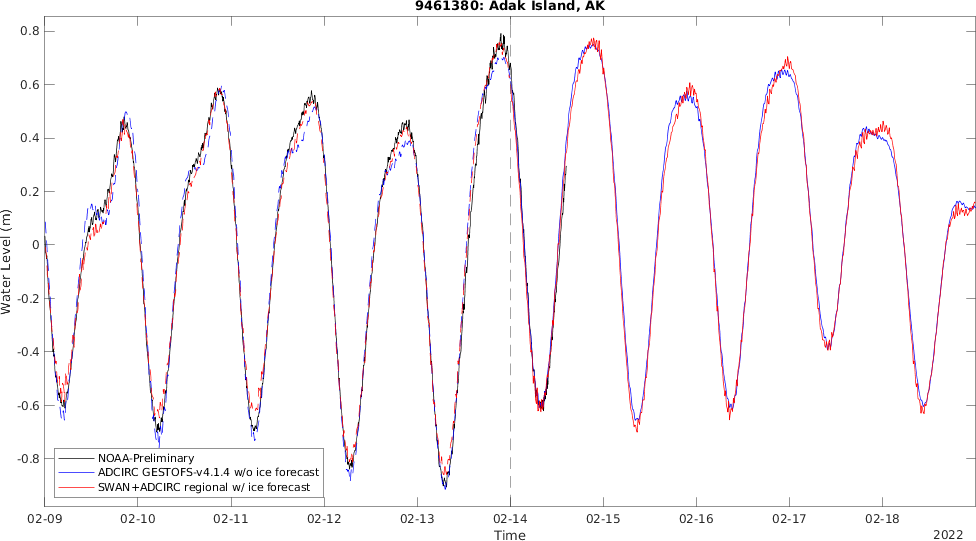 9461380: Adak Island, AK
Water Level (m)
0.8
0.6
0.4
0.2
0
-0.2
-0.4
-0.6
-0.8
NOAA-Preliminary
ADCIRC GESTOFS-v4.1.4 w/o ice forecast
SWAN+ADCIRC regional w/ ice forecast
02-09 02-10 02-11 02-12 02-13 02-14 02-15 02-16 02-17 02-18
Time
2022